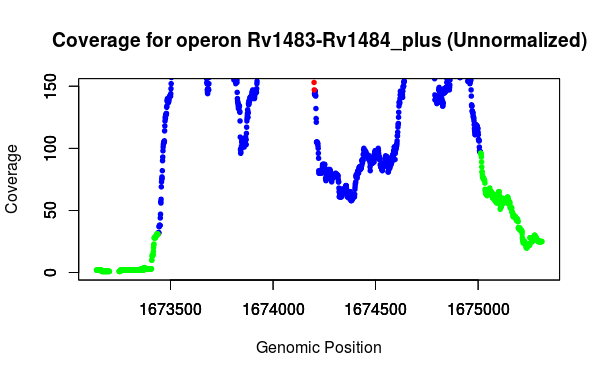 Coverage for operon Rv1483-Rv1484_plus (Unnormalized)
150
100
50
0
Coverage
1673500 1674000 1674500 1675000
Genomic Position